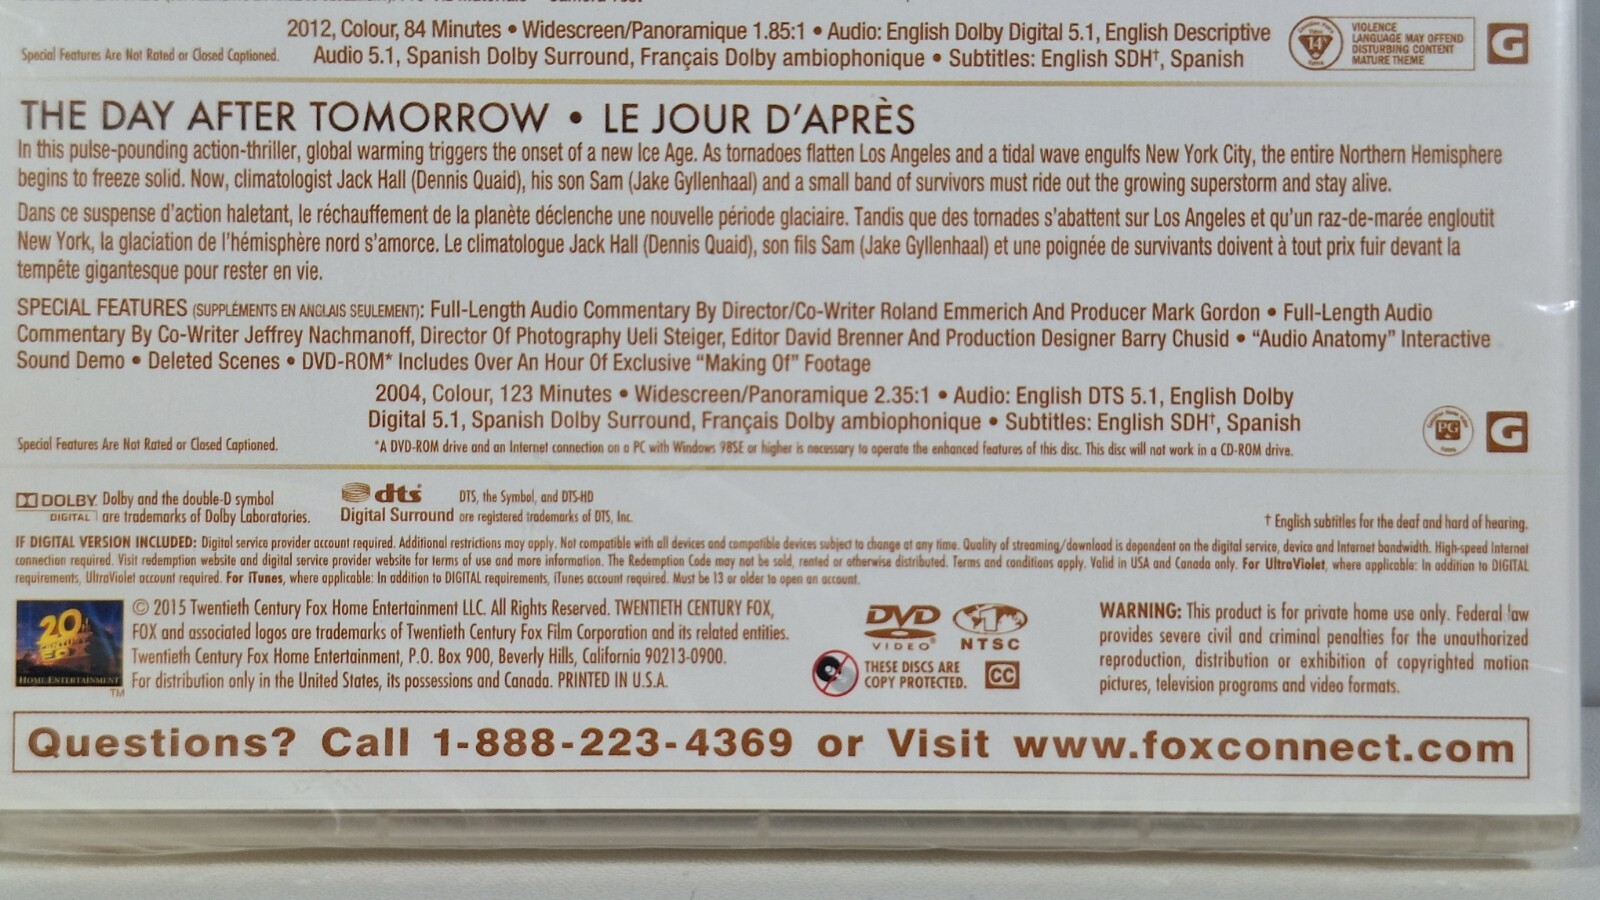 2012, Colour, 84 Minutes • Widescreen/Panoramique 1.85:1 • Audio: English Dolby Digital 5.1, English Descriptive
Special Features Are Not Rated or Closed Captioned. Audio 5.1, Spanish Dolby Surround, Français Dolby ambiophonique • Subtitles: English SDH†, Spanish
14
VIOLENCE
LANGUAGE MAY OFFEND
DISTURBING CONTENT
MATURE THEME
G
THE DAY AFTER TOMORROW • LE JOUR D'APRÈS
In this pulse-pounding action-thriller, global warming triggers the onset of a new Ice Age. As tornadoes flatten Los Angeles and a tidal wave engulfs New York City, the entire Northern Hemisphere
begins to freeze solid. Now, climatologist Jack Hall (Dennis Quaid), his son Sam (Jake Gyllenhaal) and a small band of survivors must ride out the growing superstorm and stay alive.
Dans ce suspense d'action haletant, le réchauffement de la planète déclenche une nouvelle période glaciaire. Tandis que des tornades s'abattent sur Los Angeles et qu'un raz-de-marée engloutit
New York, la glaciation de l'hémisphère nord s'amorce. Le climatologue Jack Hall (Dennis Quaid), son fils Sam (Jake Gyllenhaal) et une poignée de survivants doivent à tout prix fuir devant la
tempête gigantesque pour rester en vie.
SPECIAL FEATURES (SUPPLÉMENTS EN ANGLAIS SEULEMENT): Full-Length Audio Commentary By Director/Co-Writer Roland Emmerich And Producer Mark Gordon • Full-Length Audio
Commentary By Co-Writer Jeffrey Nachmanoff, Director Of Photography Ueli Steiger, Editor David Brenner And Production Designer Barry Chusid • “Audio Anatomy” Interactive
Sound Demo • Deleted Scenes • DVD-ROM* Includes Over An Hour Of Exclusive “Making Of” Footage
2004, Colour, 123 Minutes • Widescreen/Panoramique 2.35:1 • Audio: English DTS 5.1, English Dolby
Digital 5.1, Spanish Dolby Surround, Français Dolby ambiophonique • Subtitles: English SDH†, Spanish
Special Features Are Not Rated or Closed Captioned. *A DVD-ROM drive and an Internet connection on a PC with Windows 98SE or higher is necessary to operate the enhanced features of this disc. This disc will not work in a CD-ROM drive.
PG
G
DOLBY DIGITAL
Dolby and the double-D symbol
are trademarks of Dolby Laboratories.
dts Digital Surround
DTS, the Symbol, and DTS-HD
are registered trademarks of DTS, Inc.
† English subtitles for the deaf and hard of hearing.
IF DIGITAL VERSION INCLUDED: Digital service provider account required. Additional restrictions may apply. Not compatible with all devices and compatible devices subject to change at any time. Quality of streaming/download is dependent on the digital service, device and Internet bandwidth. High-speed Internet
connection required. Visit redemption website and digital service provider website for terms of use and more information. The Redemption Code may not be sold, rented or otherwise distributed. Terms and conditions apply. Valid in USA and Canada only. For UltraViolet, where applicable: In addition to DIGITAL
requirements, UltraViolet account required. For iTunes, where applicable: In addition to DIGITAL requirements, iTunes account required. Must be 13 or older to open an account.
20th CENTURY FOX
HOME ENTERTAINMENT
TM
© 2015 Twentieth Century Fox Home Entertainment LLC. All Rights Reserved. TWENTIETH CENTURY FOX,
FOX and associated logos are trademarks of Twentieth Century Fox Film Corporation and its related entities.
Twentieth Century Fox Home Entertainment, P.O. Box 900, Beverly Hills, California 90213-0900.
For distribution only in the United States, its possessions and Canada. PRINTED IN U.S.A.
DVD
VIDEO
1
NTSC
THESE DISCS ARE
COPY PROTECTED.
CC
WARNING: This product is for private home use only. Federal law
provides severe civil and criminal penalties for the unauthorized
reproduction, distribution or exhibition of copyrighted motion
pictures, television programs and video formats.
Questions? Call 1-888-223-4369 or Visit www.foxconnect.com